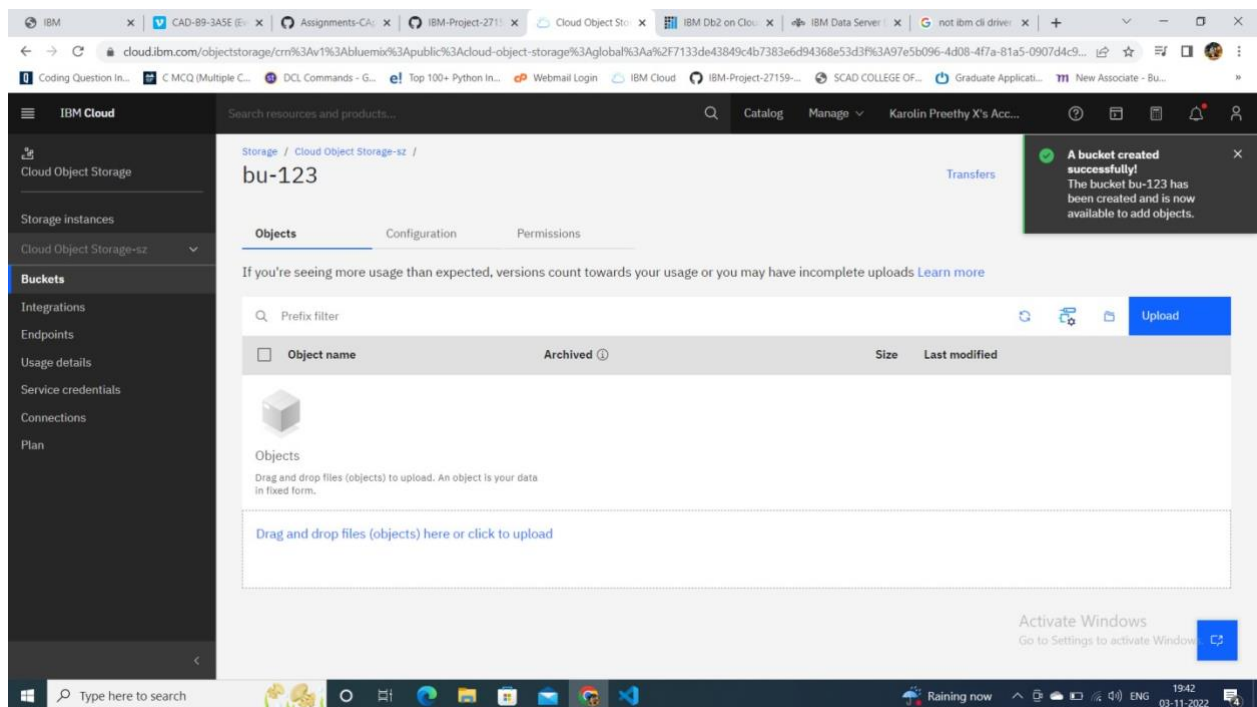 IBM
CAD-B9-3A5E (E
Assignments-CA
IBM-Project-2715
Cloud Object Sto
IBM Db2 on Clou
IBM Data Server
not ibm cli driver
cloud.ibm.com/objectstorage/crn%3Av1%3Abluemix%3Apublic%3Acloud-object-storage%3Aglobal%3Aa%2F7133de43849c4b7383e6d94368e53d3f%3A97e5b096-4d08-4f7a-81a5-0907d4c9...
Coding Question In...
C MCQ (Multiple C...
DCL Commands - G...
Top 100+ Python In...
Webmail Login
IBM Cloud
IBM-Project-27159-...
SCAD COLLEGE OF...
Graduate Applicati...
New Associate - Bu...
IBM Cloud
Search resources and products...
Catalog
Manage
Karolin Preethy X's Acc...
Cloud Object Storage
Storage instances
Cloud Object Storage-sz
Buckets
Integrations
Endpoints
Usage details
Service credentials
Connections
Plan
Storage / Cloud Object Storage-sz /
bu-123
Transfers
A bucket created
successfully!
The bucket bu-123 has
been created and is now
available to add objects.
Objects
Configuration
Permissions
If you're seeing more usage than expected, versions count towards your usage or you may have incomplete uploads Learn more
Prefix filter
Upload
Object name
Archived
Size
Last modified
Objects
Drag and drop files (objects) to upload. An object is your data
in fixed form.
Drag and drop files (objects) here or click to upload
Activate Windows
Go to Settings to activate Windows.
Type here to search
Raining now
ENG
19:42
03-11-2022
4